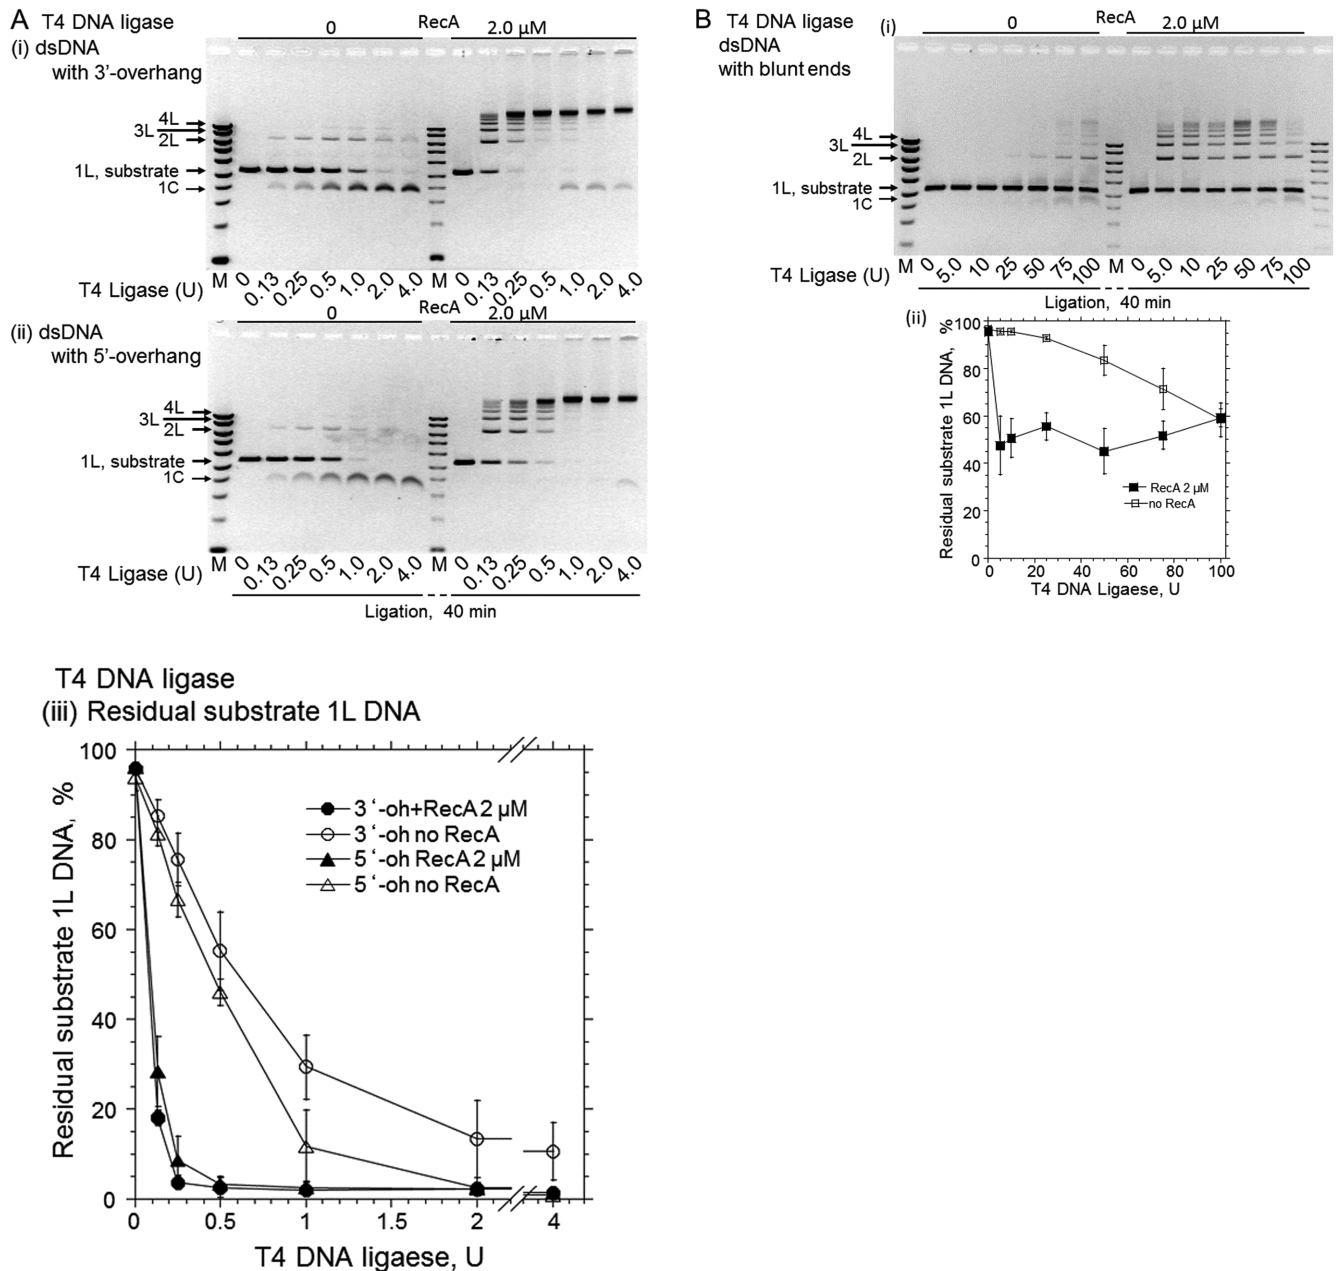 A
T4 DNA ligase
(i) dsDNA
with 3'-overhang
0
RecA
2.0 µM
4L
3L
2L
1L, substrate
1C
M
M
T4 Ligase (U)
0
0.13
0.25
0.5
1.0
2.0
4.0
0
0.13
0.25
0.5
1.0
2.0
4.0
(ii) dsDNA
with 5'-overhang
0
RecA
2.0 µM
4L
3L
2L
1L, substrate
1C
M
M
T4 Ligase (U)
0
0.13
0.25
0.5
1.0
2.0
4.0
0
0.13
0.25
0.5
1.0
2.0
4.0
Ligation, 40 min
B
T4 DNA ligase
dsDNA
with blunt ends
(i)
0
RecA
2.0 µM
4L
3L
2L
1L, substrate
1C
M
M
T4 Ligase (U)
0
5.0
10
25
50
75
100
0
5.0
10
25
50
75
100
Ligation, 40 min
(ii)
Residual substrate 1L DNA, %
100
80
60
40
20
0
RecA 2 µM
no RecA
0 20 40 60 80 100
T4 DNA Ligaese, U
T4 DNA ligase
(iii) Residual substrate 1L DNA
Residual substrate 1L DNA, %
100
80
60
40
20
0
3 ‘-oh+RecA 2 µM
3 ‘-oh no RecA
5 ‘-oh RecA 2 µM
5 ‘-oh no RecA
0 0.5 1 1.5 2 4
T4 DNA ligaese, U